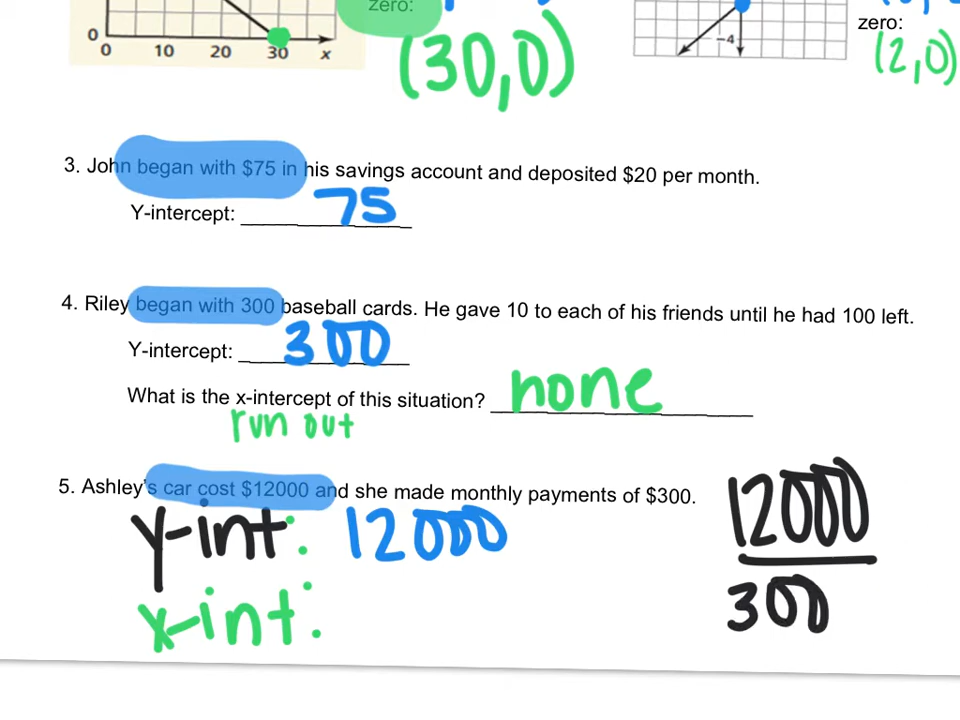 zero:
0
0 10 20 30 x
(30,0)
-4
zero:
(2,0)
3. John began with $75 in his savings account and deposited $20 per month.
Y-intercept: 75
4. Riley began with 300 baseball cards. He gave 10 to each of his friends until he had 100 left.
Y-intercept: 300
What is the x-intercept of this situation? none
run out
5. Ashley's car cost $12000 and she made monthly payments of $300.
y-int: 12000
x-int:
12000
300